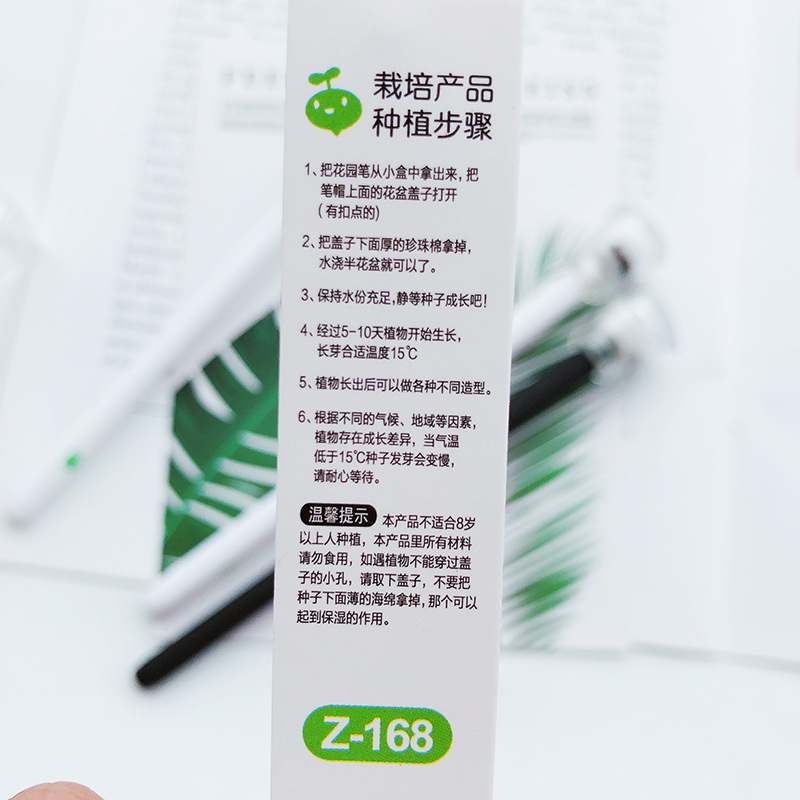 栽培产品
种植步骤
1、把花园笔从小盒中拿出来，把
笔帽上面的花盆盖子打开
（有扣点的）
2、把盖子下面厚的珍珠棉拿掉，
水浇半花盆就可以了。
3、保持水份充足，静等种子成长吧！
4、经过5-10天植物开始生长，
长芽合适温度15℃
5、植物长出后可以做各种不同造型。
6、根据不同的气候、地域等因素，
植物存在成长差异，当气温
低于15℃种子发芽会变慢，
请耐心等待。
温馨提示 本产品不适合8岁
以上人种植，本产品里所有材料
请勿食用，如遇植物不能穿过盖
子的小孔，请取下盖子，不要把
种子下面薄的海绵拿掉，那个可以
起到保湿的作用。
Z-168